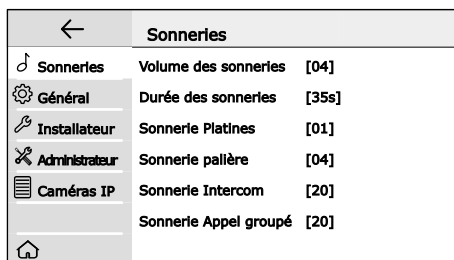 Sonneries
Sonneries
Volume des sonneries [04]
Général
Durée des sonneries [35s]
Installateur
Sonnerie Platines [01]
Administrateur
Sonnerie palière [04]
Caméras IP
Sonnerie Intercom [20]
Sonnerie Appel groupé [20]